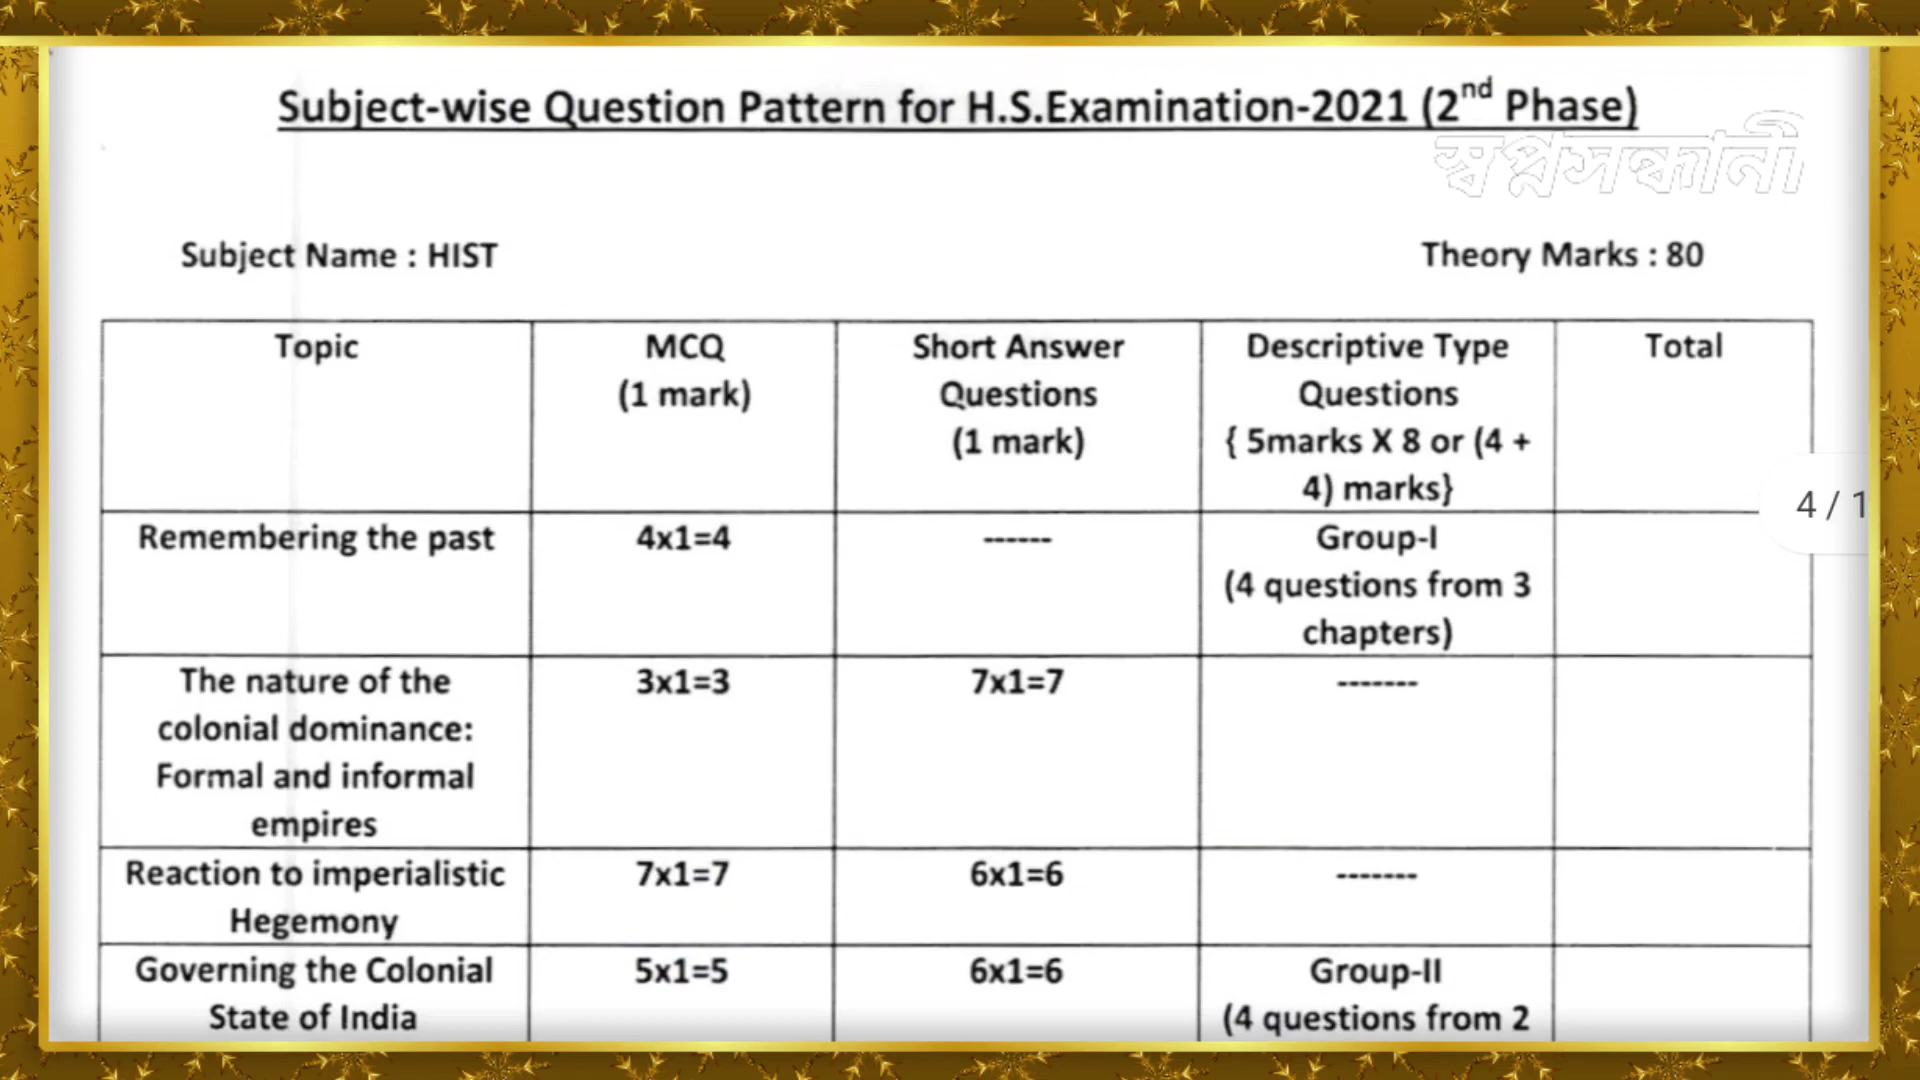 Subject-wise Question Pattern for H.S.Examination-2021 (2nd Phase)
স্বপ্নসন্ধানী
Subject Name : HIST
Theory Marks : 80
Topic
MCQ
(1 mark)
Short Answer
Questions
(1 mark)
Descriptive Type
Questions
{ 5marks X 8 or (4 +
4) marks}
Total
4 / 1
Remembering the past
4x1=4
------
Group-I
(4 questions from 3
chapters)
The nature of the
colonial dominance:
Formal and informal
empires
3x1=3
7x1=7
-------
Reaction to imperialistic
Hegemony
7x1=7
6x1=6
-------
Governing the Colonial
State of India
5x1=5
6x1=6
Group-II
(4 questions from 2